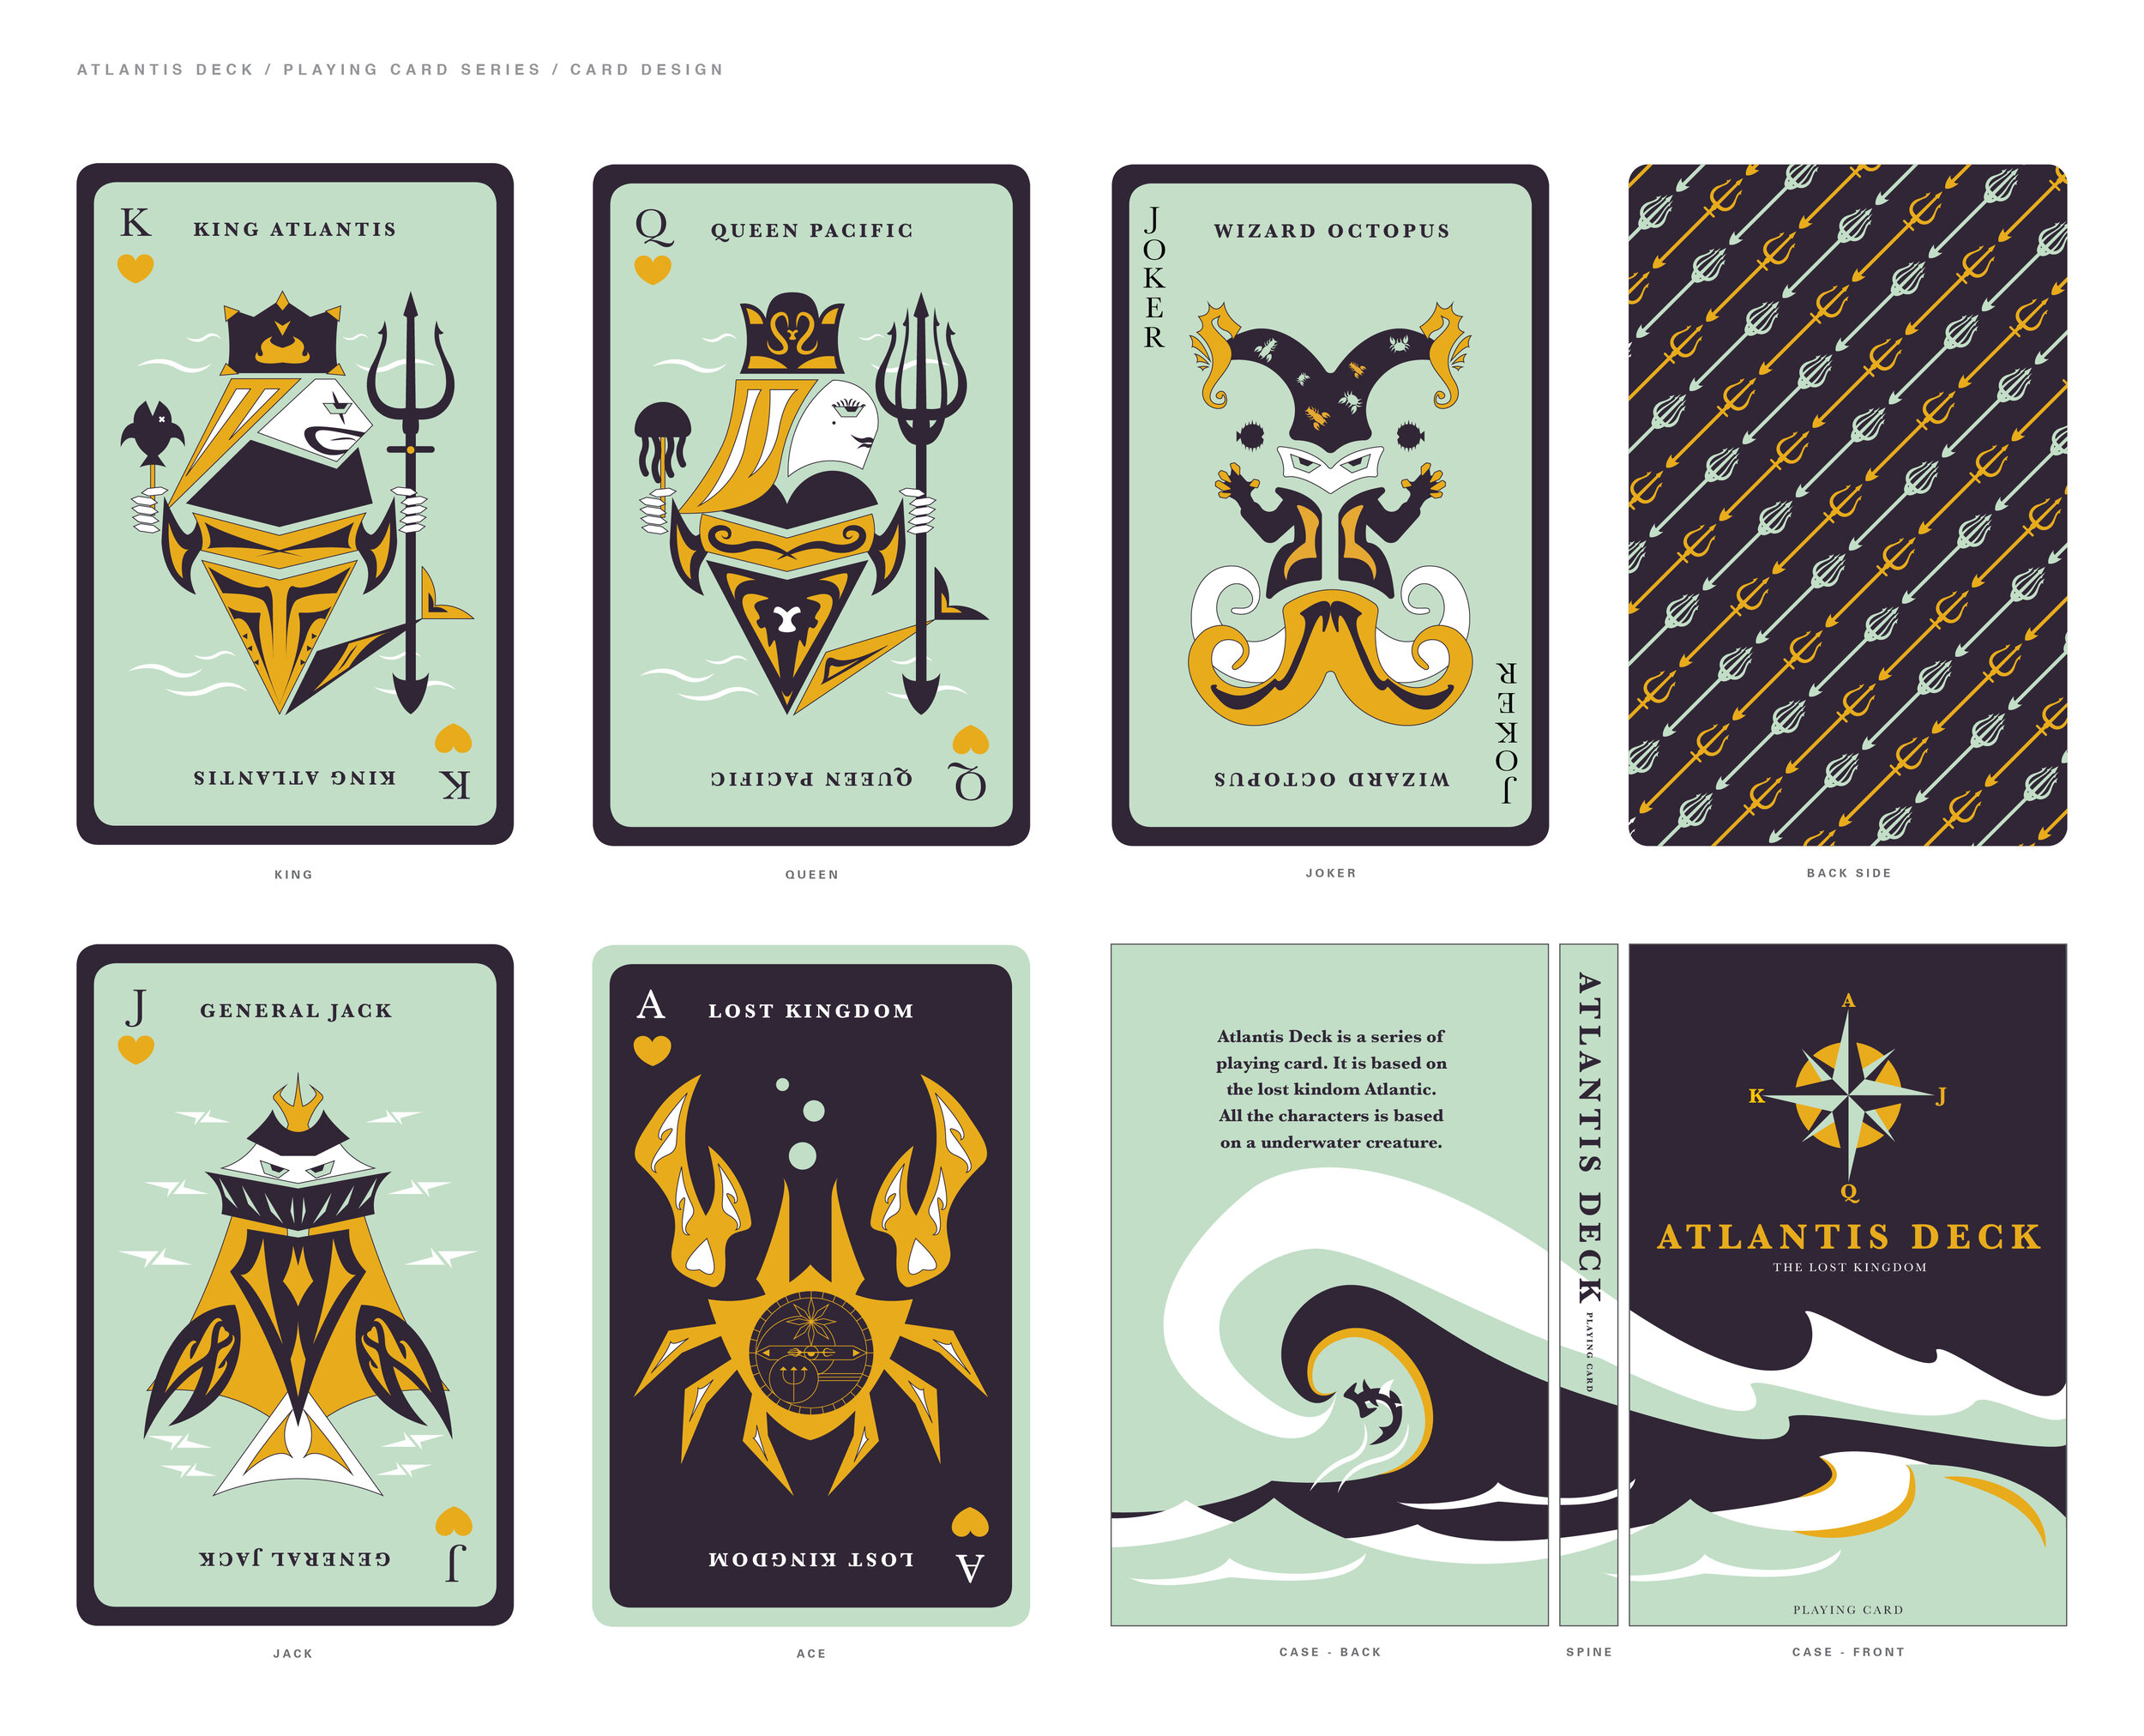 ATLANTIS DECK / PLAYING CARD SERIES / CARD DESIGN
K
KING ATLANTIS
KING ATLANTIS
K
KING
Q
QUEEN PACIFIC
QUEEN PACIFIC
Q
QUEEN
JOKER
WIZARD OCTOPUS
JOKER
WIZARD OCTOPUS
JOKER
BACK SIDE
J
GENERAL JACK
GENERAL JACK
J
JACK
A
LOST KINGDOM
LOST KINGDOM
A
ACE
Atlantis Deck is a series of
playing card. It is based on
the lost kindom Atlantic.
All the characters is based
on a underwater creature.
CASE - BACK
ATLANTIS DECK PLAYING CARD
SPINE
A
K
J
Q
ATLANTIS DECK
THE LOST KINGDOM
PLAYING CARD
CASE - FRONT